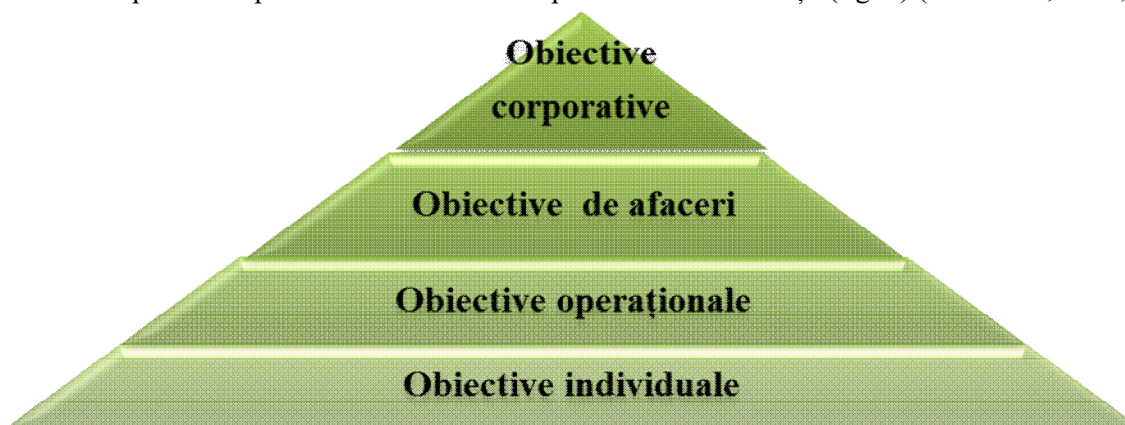 Obiective
corporative
Obiective de afaceri
Obiective operaționale
Obiective individuale